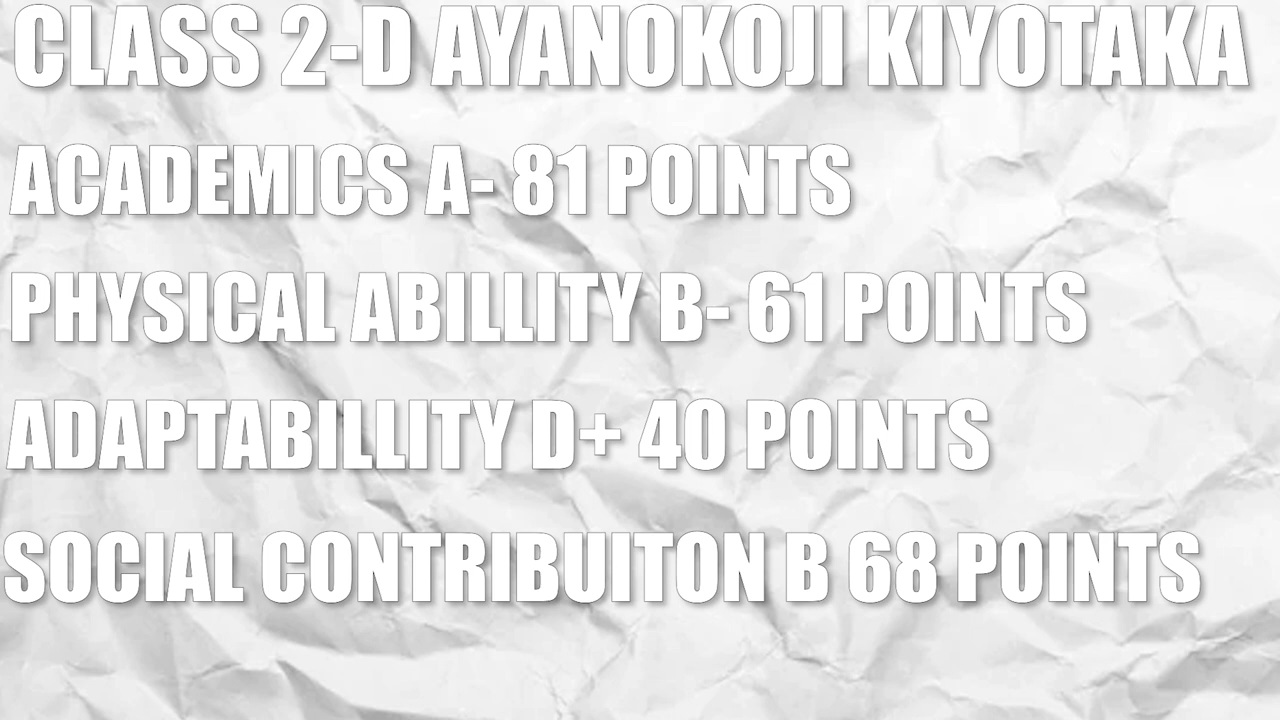 CLASS 2-D AYANOKOJI KIYOTAKA
ACADEMICS A- 81 POINTS
PHYSICAL ABILLITY B- 61 POINTS
ADAPTABILLITY D+ 40 POINTS
SOCIAL CONTRIBUITON B 68 POINTS